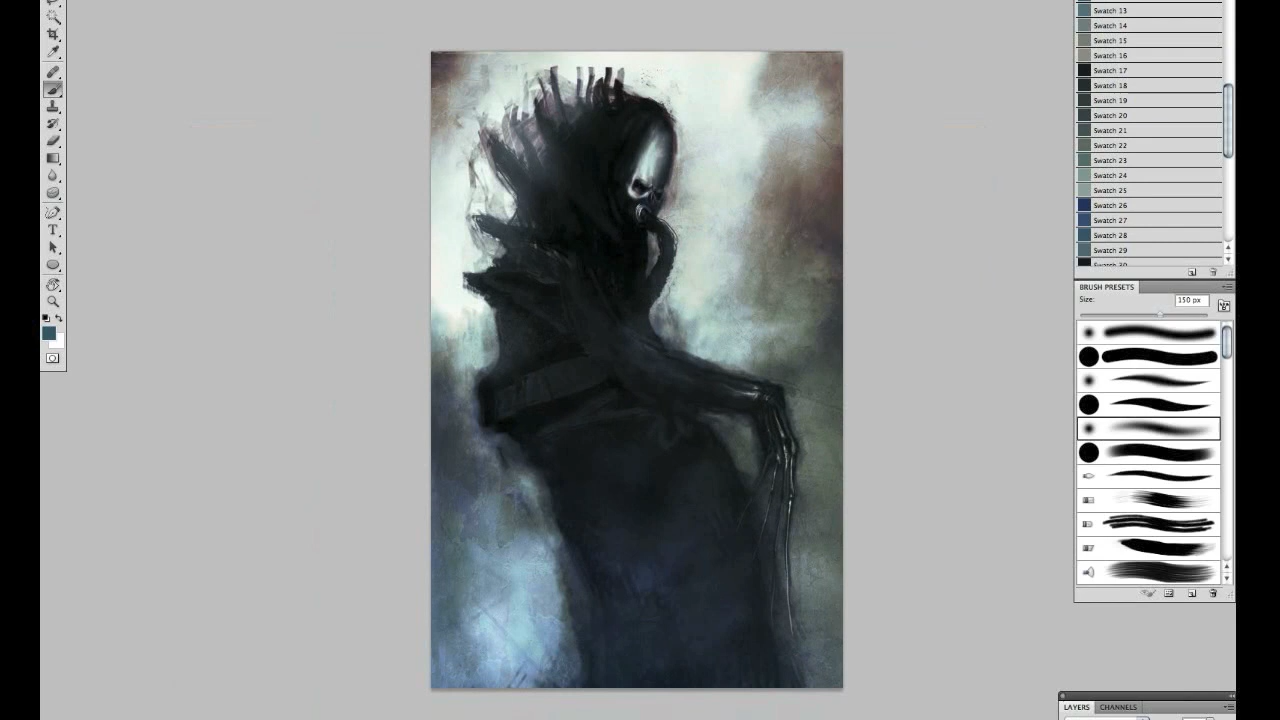 Swatch 13
Swatch 14
Swatch 15
Swatch 16
Swatch 17
Swatch 18
Swatch 19
Swatch 20
Swatch 21
Swatch 22
Swatch 23
Swatch 24
Swatch 25
Swatch 26
Swatch 27
Swatch 28
Swatch 29
Swatch 30
BRUSH PRESETS
Size: 150 px
T
LAYERS CHANNELS